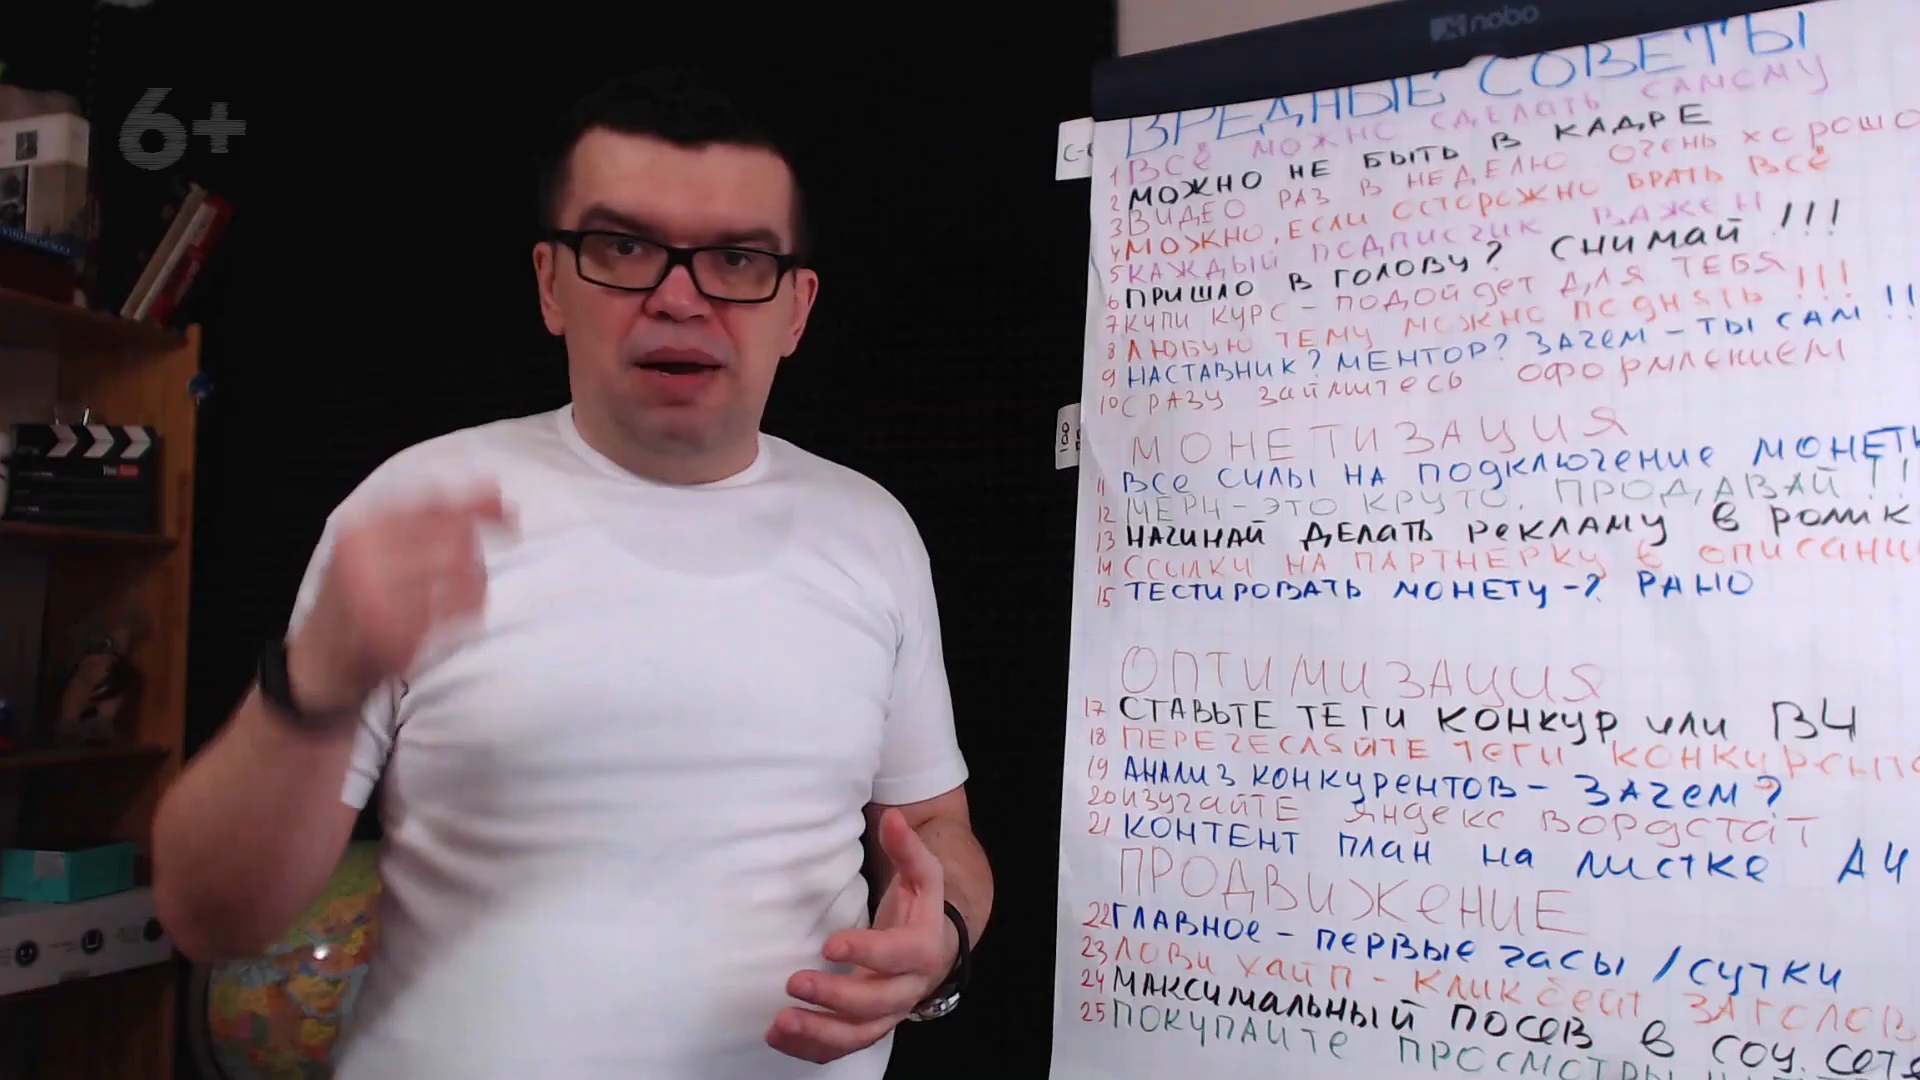 6+
nobo
ВРЕДНЫЕ СОВЕТЫ
1 ВСЁ МОЖНО СДЕЛАТЬ САМОМУ
2 МОЖНО НЕ БЫТЬ В КАДРЕ
3 ВИДЕО РАЗ В НЕДЕЛЮ ОЧЕНЬ ХОРОШО
4 МОЖНО, ЕСЛИ ОСТОРОЖНО БРАТЬ ВСЁ
5 КАЖДЫЙ ПОДПИСЧИК ВАЖЕН
6 ПРИШЛО В ГОЛОВУ? СНИМАЙ !!!
7 КУПИ КУРС - ПОДОЙДЕТ ДЛЯ ТЕБЯ
8 ЛЮБУЮ ТЕМУ МОЖНО ПОДНЯТЬ !!!
9 НАСТАВНИК? МЕНТОР? ЗАЧЕМ - ТЫ САМ !!
10 СРАЗУ ЗАЙМИТЕСЬ ОФОРМЛЕНИЕМ
МОНЕТИЗАЦИЯ
11 ВСЕ СИЛЫ НА ПОДКЛЮЧЕНИЕ МОНЕТИ
12 МЕРЧ - ЭТО КРУТО. ПРОДАВАЙ !!
13 НАЧИНАЙ ДЕЛАТЬ РЕКЛАМУ В РОЛИК
14 ССЫЛКИ НА ПАРТНЕРКУ В ОПИСАНИ
15 ТЕСТИРОВАТЬ МОНЕТУ -? РАНО
ОПТИМИЗАЦИЯ
17 СТАВЬТЕ ТЕГИ КОНКУР ИЛИ ВЧ
18 ПЕРЕЧЕСЛЯЙТЕ ТЕГИ КОНКУРЕНТО
19 АНАЛИЗ КОНКУРЕНТОВ - ЗАЧЕМ?
20 ИЗУЧАЙТЕ ЯНДЕКС ВОРДСТАТ
21 КОНТЕНТ ПЛАН НА ЛИСТКЕ А4
ПРОДВИЖЕНИЕ
22 ГЛАВНОЕ - ПЕРВЫЕ ЧАСЫ / СУТКИ
23 ЛОВИ ХАЙП - КЛИКБЕЙТ ЗАГОЛОВ
24 МАКСИМАЛЬНЫЙ ПОСЕВ В СОЦ. СЕТЯ
25 ПОКУПАЙТЕ ПРОСМОТРЫ